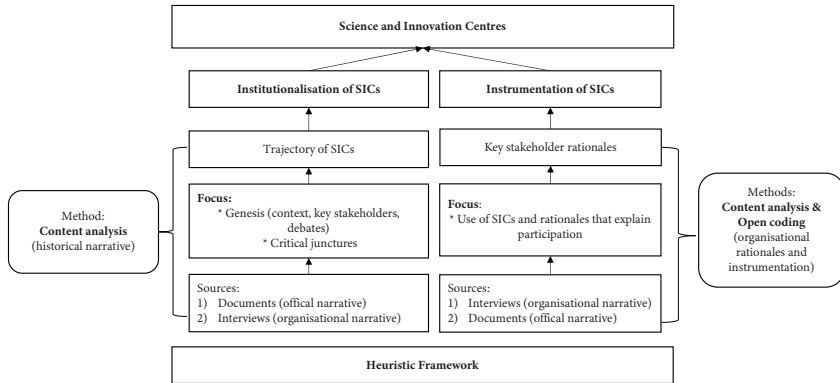 Science and Innovation Centres
Institutionalisation of SICs
Instrumentation of SICs
Trajectory of SICs
Key stakeholder rationales
Method:
Content analysis
(historical narrative)
Focus:
* Genesis (context, key stakeholders,
debates)
* Critical junctures
Focus:
* Use of SICs and rationales that explain
participation
Methods:
Content analysis &
Open coding
(organisational
rationales and
instrumentation)
Sources:
1) Documents (offical narrative)
2) Interviews (organisational narrative)
Sources:
1) Interviews (organisational narrative)
2) Documents (offical narrative)
Heuristic Framework